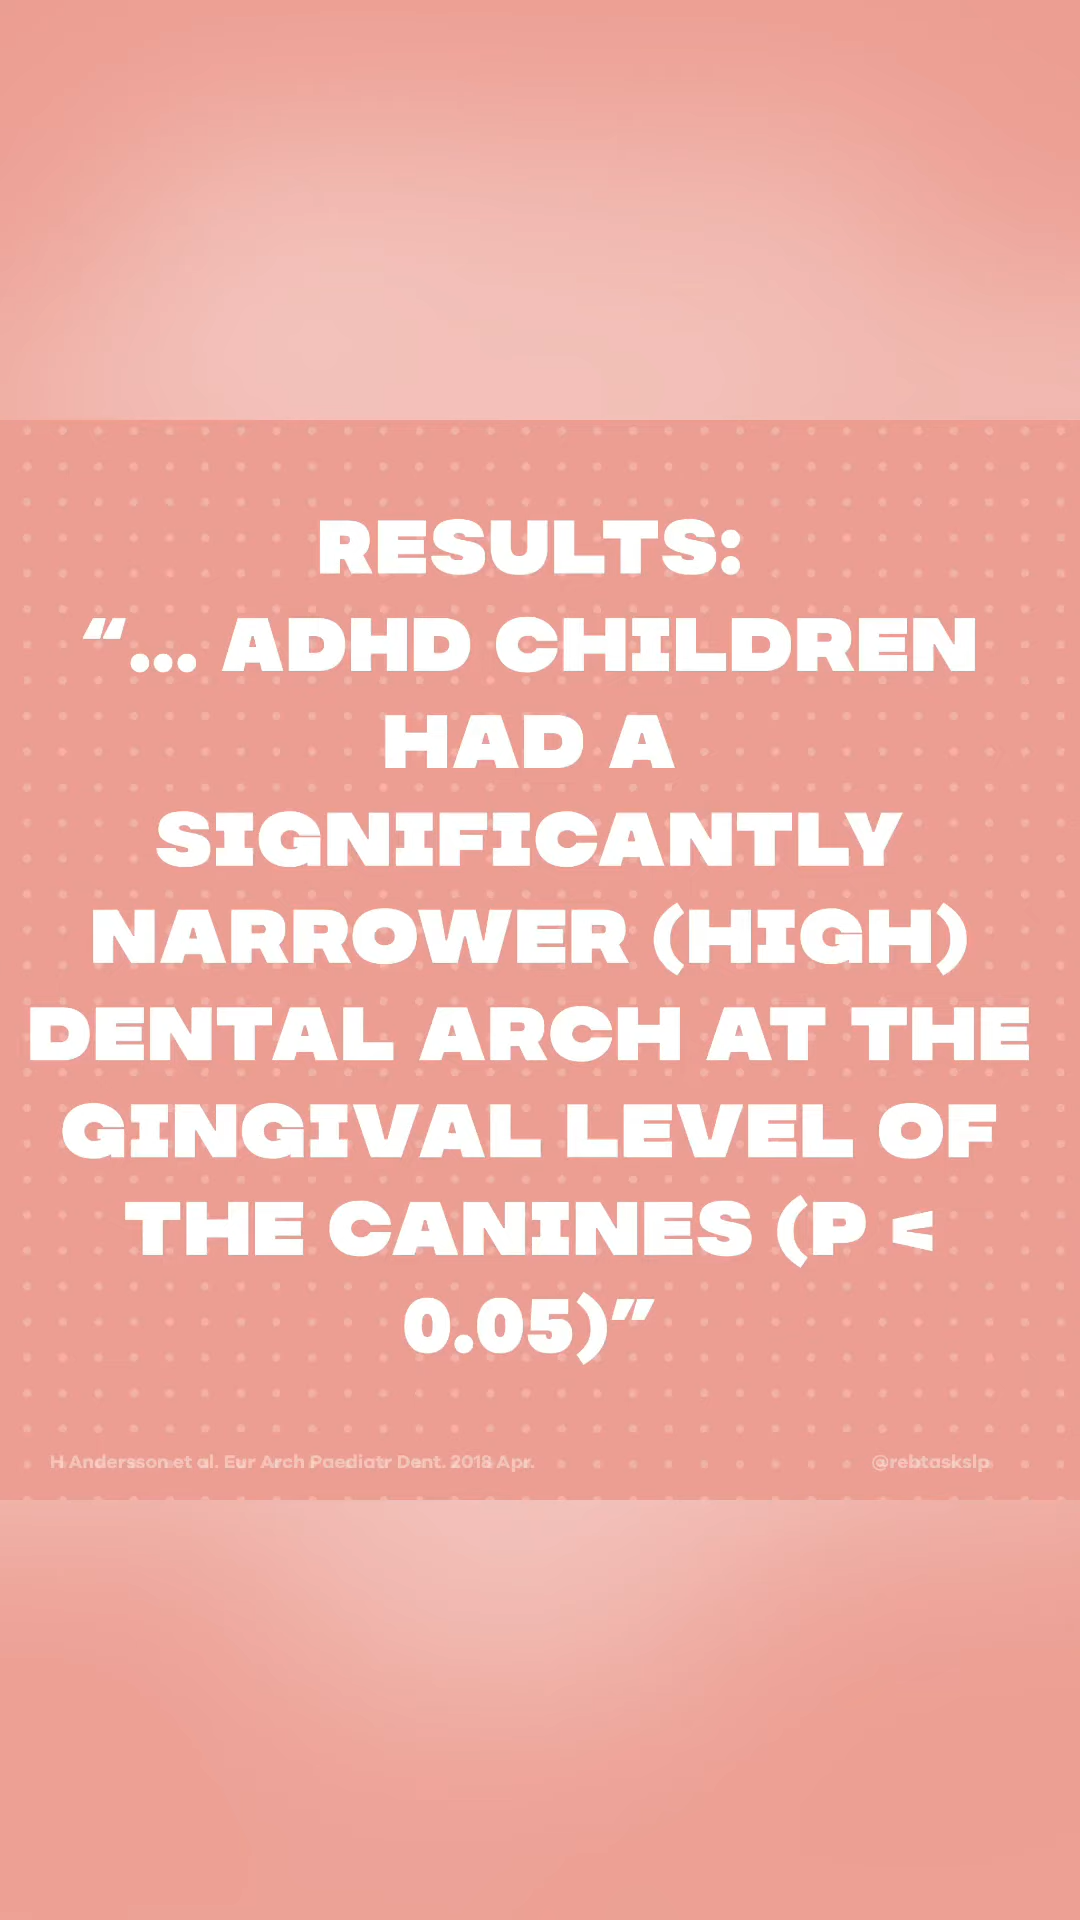 RESULTS:
“... ADHD CHILDREN
HAD A
SIGNIFICANTLY
NARROWER (HIGH)
DENTAL ARCH AT THE
GINGIVAL LEVEL OF
THE CANINES (P <
0.05)”
H Andersson et al. Eur Arch Paediatr Dent. 2018 Apr.
@rebtaskslp